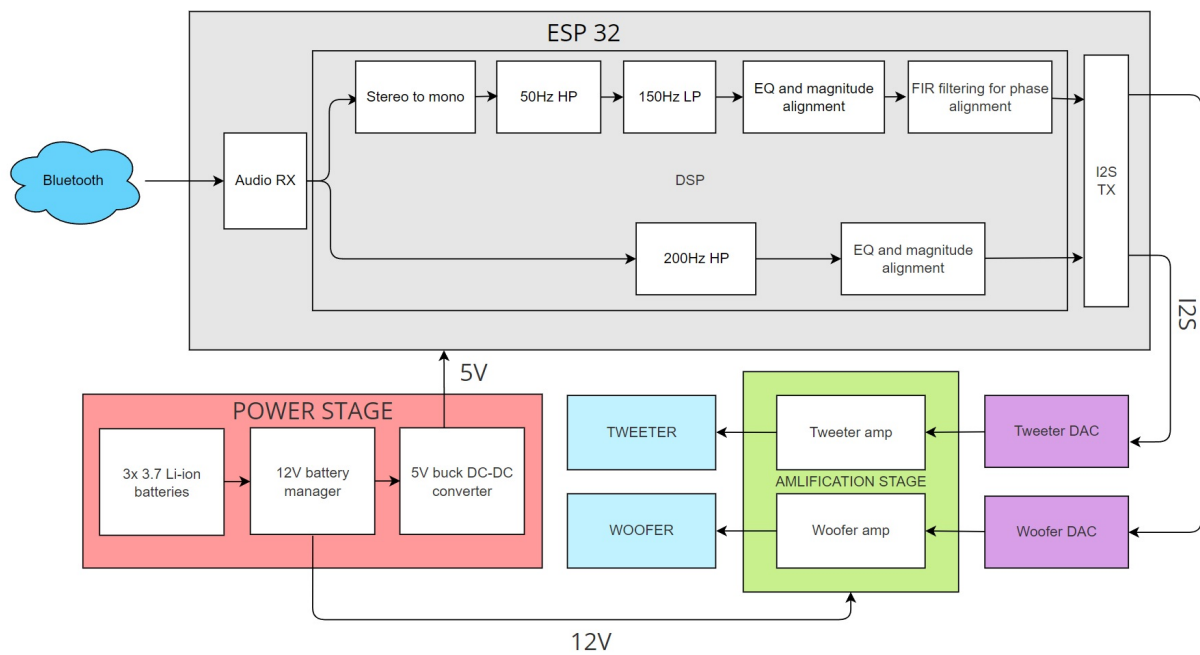 ESP 32
Stereo to mono
50Hz HP
150Hz LP
EQ and magnitude
alignment
FIR filtering for phase
alignment
Bluetooth
Audio RX
DSP
I2S
TX
200Hz HP
EQ and magnitude
alignment
I2S
5V
POWER STAGE
3x 3.7 Li-ion
batteries
12V battery
manager
5V buck DC-DC
converter
TWEETER
Tweeter amp
Tweeter DAC
AMLIFICATION STAGE
WOOFER
Woofer amp
Woofer DAC
12V